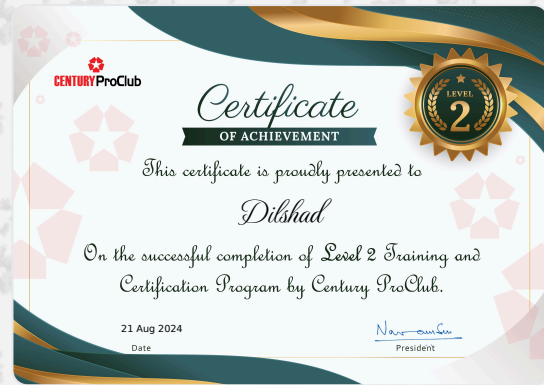 CENTURY ProClub
LEVEL
2
Certificate
OF ACHIEVEMENT
This certificate is proudly presented to
Dilshad
On the successful completion of Level 2 Training and
Certification Program by Century ProClub.
21 Aug 2024
Date
President